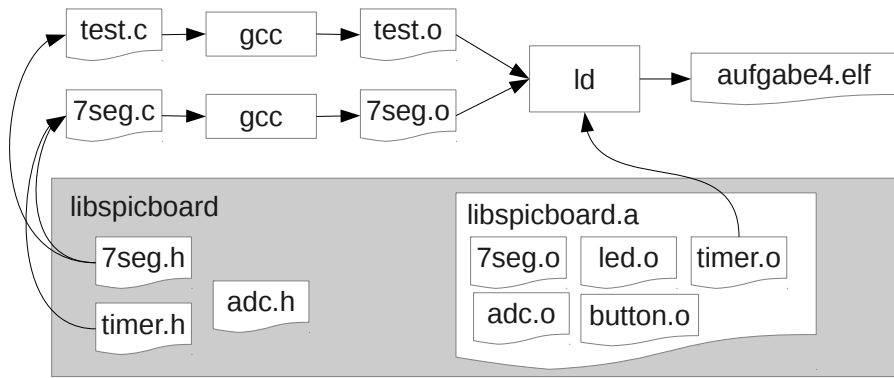 test.c
gcc
test.o
ld
aufgabe4.elf
7seg.c
gcc
7seg.o
libspicboard
libspicboard.a
7seg.h
7seg.o
led.o
timer.o
adc.h
timer.h
adc.o
button.o